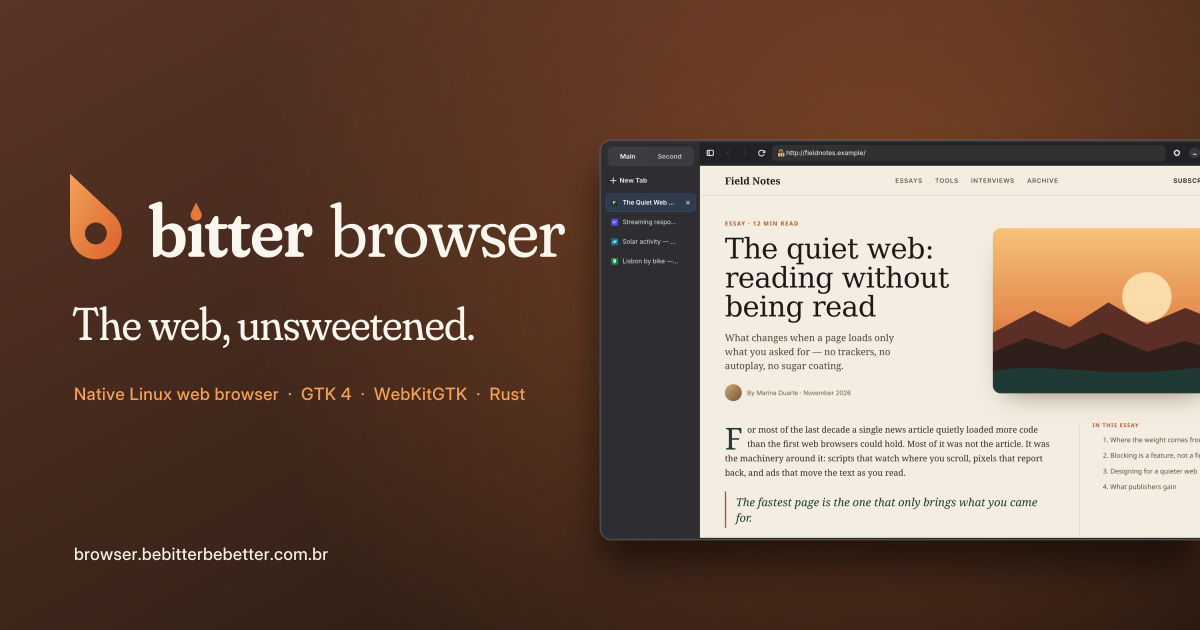 bitter browser
The web, unsweetened.
Native Linux web browser · GTK 4 · WebKitGTK · Rust
browser.bebitterbebetter.com.br
Main Second
New Tab
The Quiet Web ...
Streaming respo...
Solar activity — ...
Lisbon by bike —...
http://fieldnotes.example/
Field Notes
ESSAYS TOOLS INTERVIEWS ARCHIVE
SUBSCR
ESSAY · 12 MIN READ
The quiet web:
reading without
being read
What changes when a page loads only
what you asked for — no trackers, no
autoplay, no sugar coating.
By Marina Duarte · November 2026
For most of the last decade a single news article quietly loaded more code
than the first web browsers could hold. Most of it was not the article. It was
the machinery around it: scripts that watch where you scroll, pixels that report
back, and ads that move the text as you read.
The fastest page is the one that only brings what you came
for.
IN THIS ESSAY
1. Where the weight comes fro
2. Blocking is a feature, not a fi
3. Designing for a quieter web
4. What publishers gain